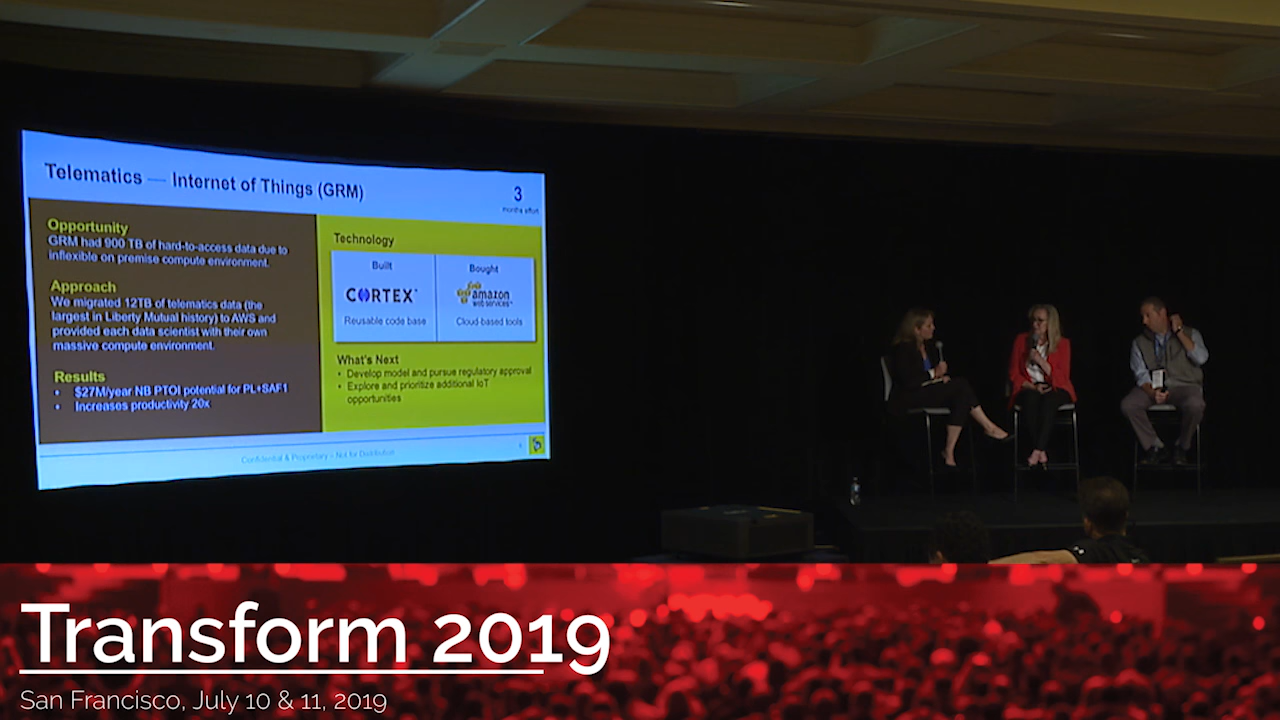 Telematics — Internet of Things (GRM)
3
months effort
Opportunity
GRM had 900 TB of hard-to-access data due to
inflexible on premise compute environment.
Approach
We migrated 12TB of telematics data (the
largest in Liberty Mutual history) to AWS and
provided each data scientist with their own
massive compute environment.
Results
• $27M/year NB PTOI potential for PL+SAF1
• Increases productivity 20x
Technology
Built
CORTEX™
Reusable code base
Bought
amazon
web services™
Cloud-based tools
What's Next
• Develop model and pursue regulatory approval
• Explore and prioritize additional IoT
opportunities
Confidential & Proprietary – Not for Distribution
Transform 2019
San Francisco, July 10 & 11, 2019